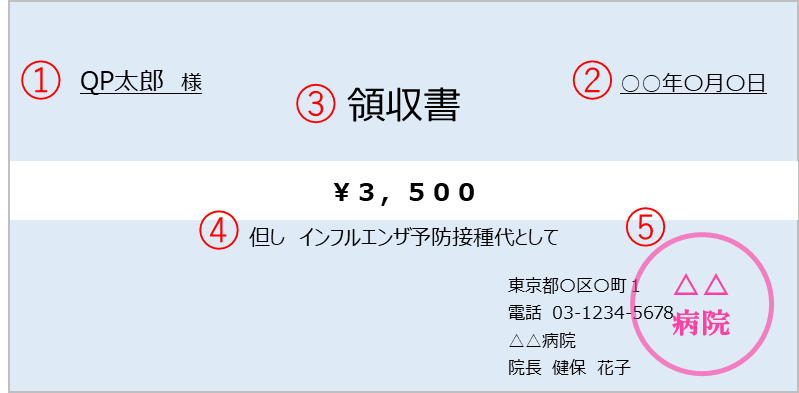 ① QP太郎 様
② ○○年○月○日
③ 領収書
¥3,500
④ 但し インフルエンザ予防接種代として
⑤
東京都○区○町1
電話 03-1234-5678
△△病院
院長 健保 花子
△△
病院